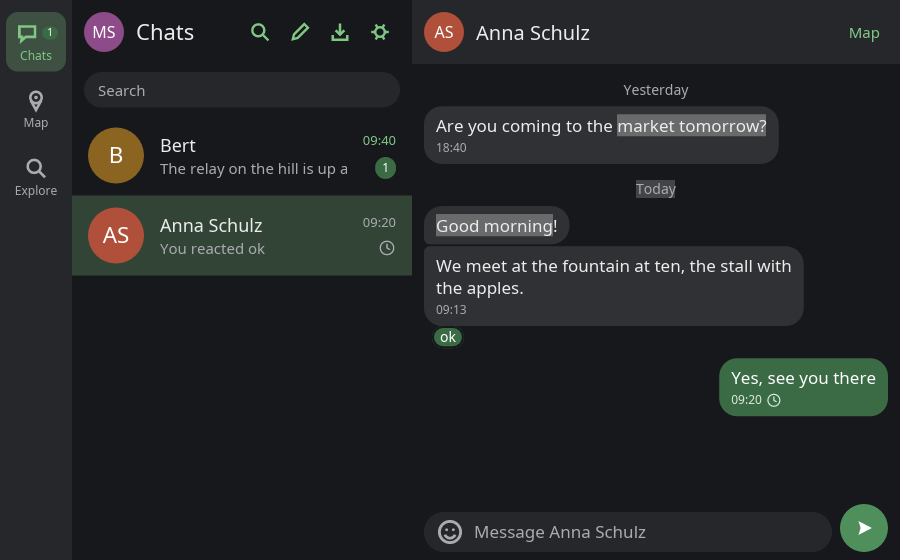 1
Chats
Map
Explore
MS
Chats
Search
B
Bert
09:40
The relay on the hill is up a
1
AS
Anna Schulz
09:20
You reacted ok
AS
Anna Schulz
Map
Yesterday
Are you coming to the market tomorrow?
18:40
Today
Good morning!
We meet at the fountain at ten, the stall with
the apples.
09:13
ok
Yes, see you there
09:20
Message Anna Schulz